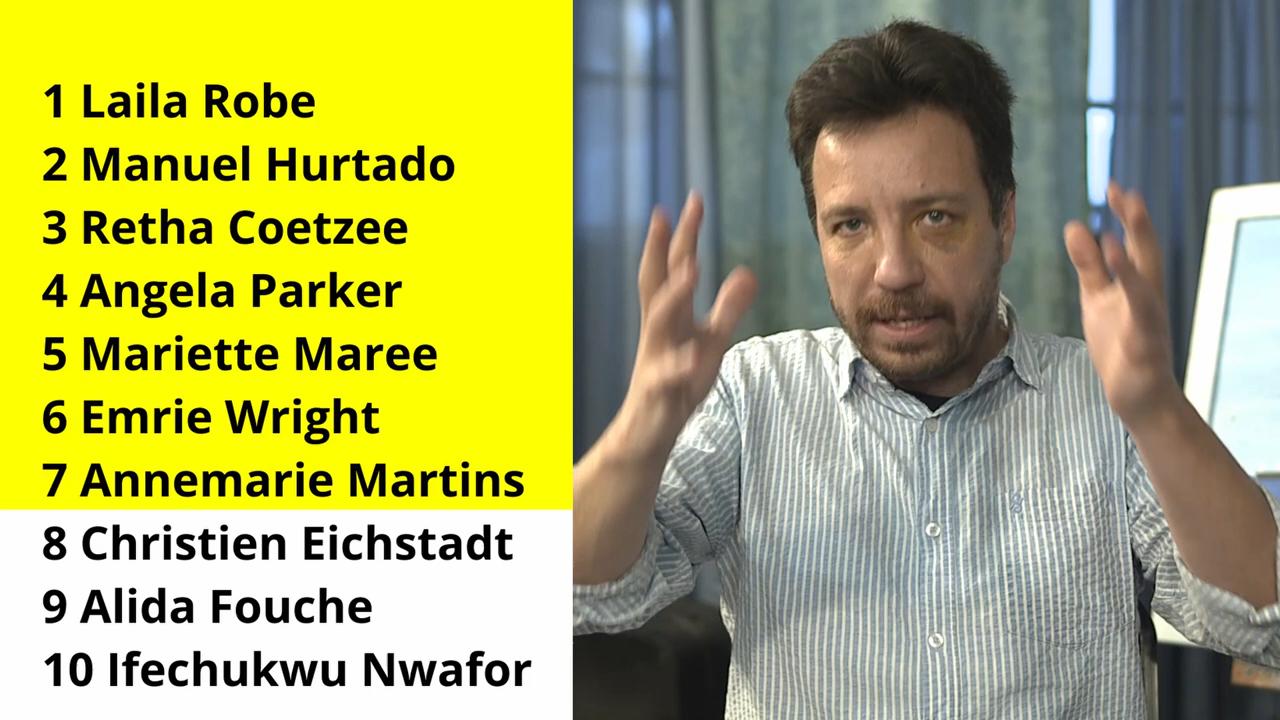 1 Laila Robe
2 Manuel Hurtado
3 Retha Coetzee
4 Angela Parker
5 Mariette Maree
6 Emrie Wright
7 Annemarie Martins
8 Christien Eichstadt
9 Alida Fouche
10 Ifechukwu Nwafor